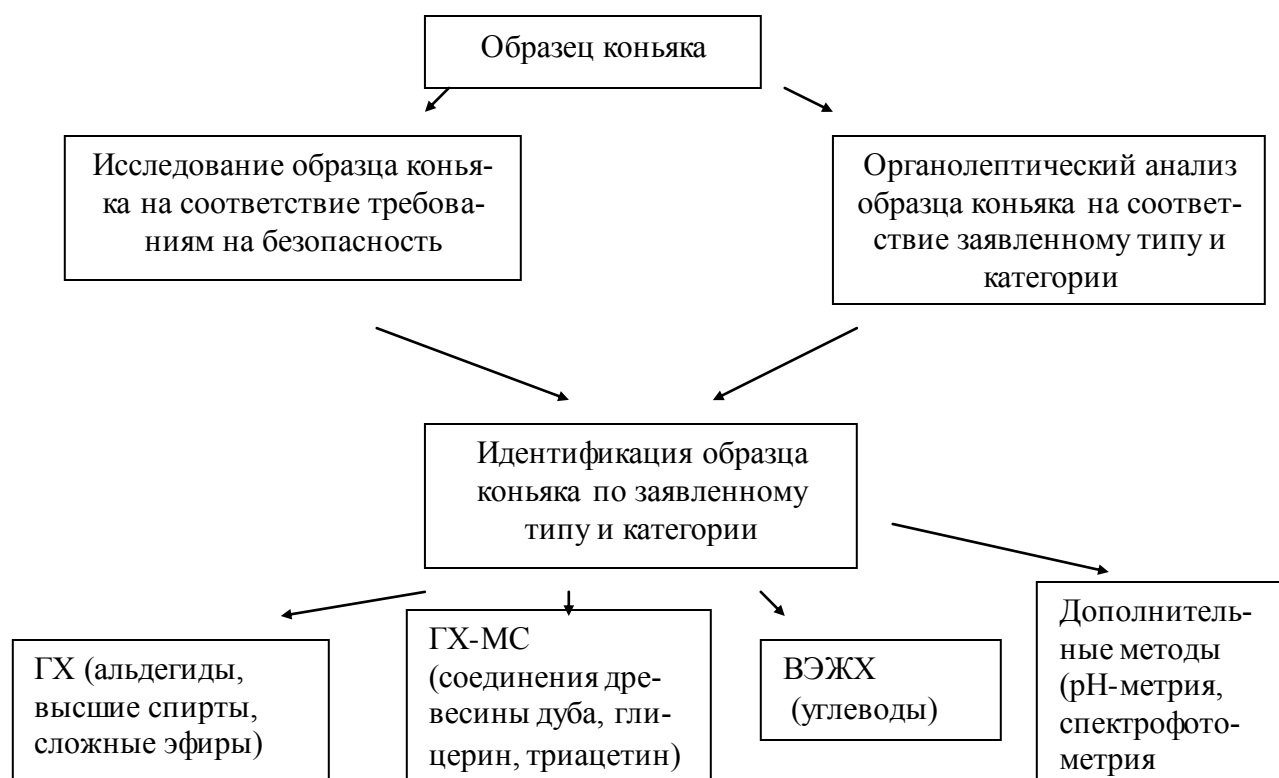 Образец коньяка
Исследование образца конья-
ка на соответствие требова-
ниям на безопасность
Органолептический анализ
образца коньяка на соответ-
ствие заявленному типу и
категории
Идентификация образца
коньяка по заявленному
типу и категории
ГХ (альдегиды,
высшие спирты,
сложные эфиры)
ГХ-МС
(соединения дре-
весины дуба, гли-
церин, триацетин)
ВЭЖХ
(углеводы)
Дополнитель-
ные методы
(рН-метрия,
спектрофото-
метрия